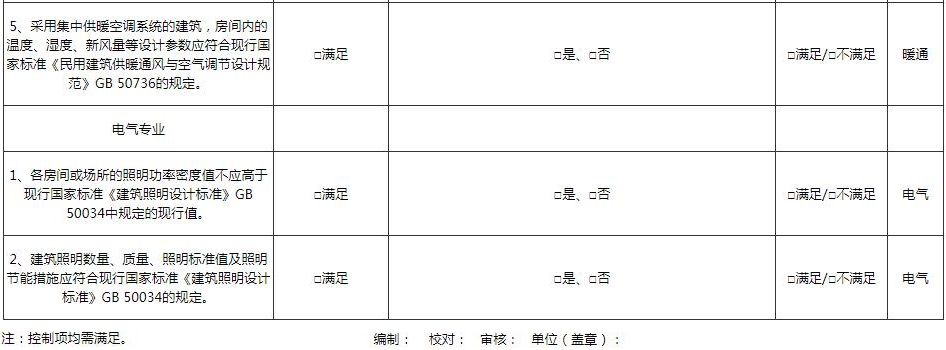 5、采用集中供暖空调系统的建筑，房间内的
温度、湿度、新风量等设计参数应符合现行国
家标准《民用建筑供暖通风与空气调节设计规
范》GB 50736的规定。
□满足
□是、□否
□满足/□不满足
暖通
电气专业
1、各房间或场所的照明功率密度值不应高于
现行国家标准《建筑照明设计标准》GB
50034中规定的现行值。
□满足
□是、□否
□满足/□不满足
电气
2、建筑照明数量、质量、照明标准值及照明
节能措施应符合现行国家标准《建筑照明设计
标准》GB 50034的规定。
□满足
□是、□否
□满足/□不满足
电气
注：控制项均需满足。 编制： 校对： 审核： 单位（盖章）：